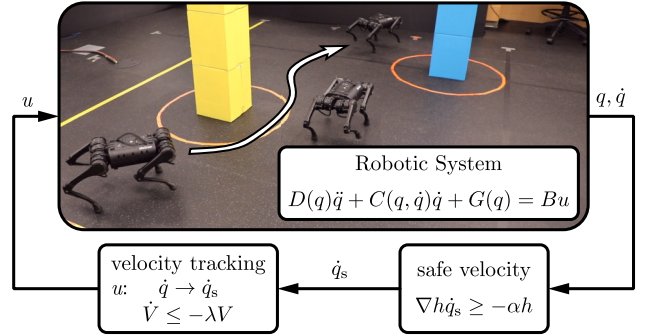 u
q, q̇
Robotic System
D(q)q̈ + C(q, q̇)q̇ + G(q) = Bu
velocity tracking
u: q̇ → q̇ₛ
V̇ ≤ −λV
q̇ₛ
safe velocity
∇hq̇ₛ ≥ −αh